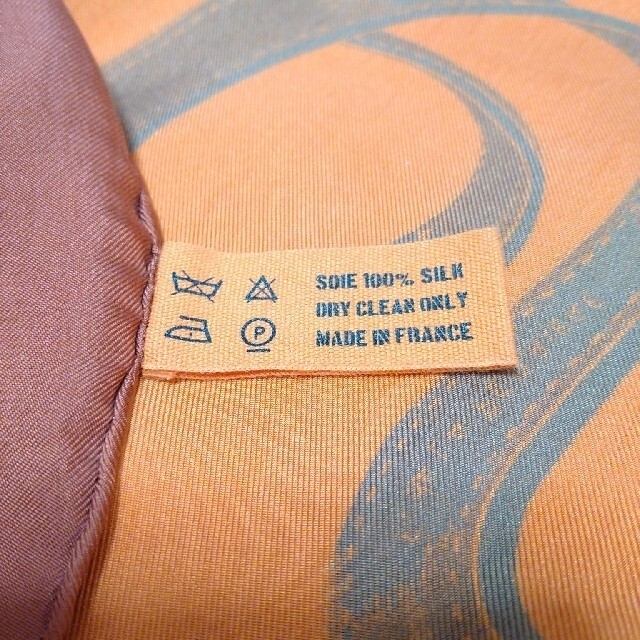 SOIE 100% SILK
DRY CLEAN ONLY
MADE IN FRANCE
P